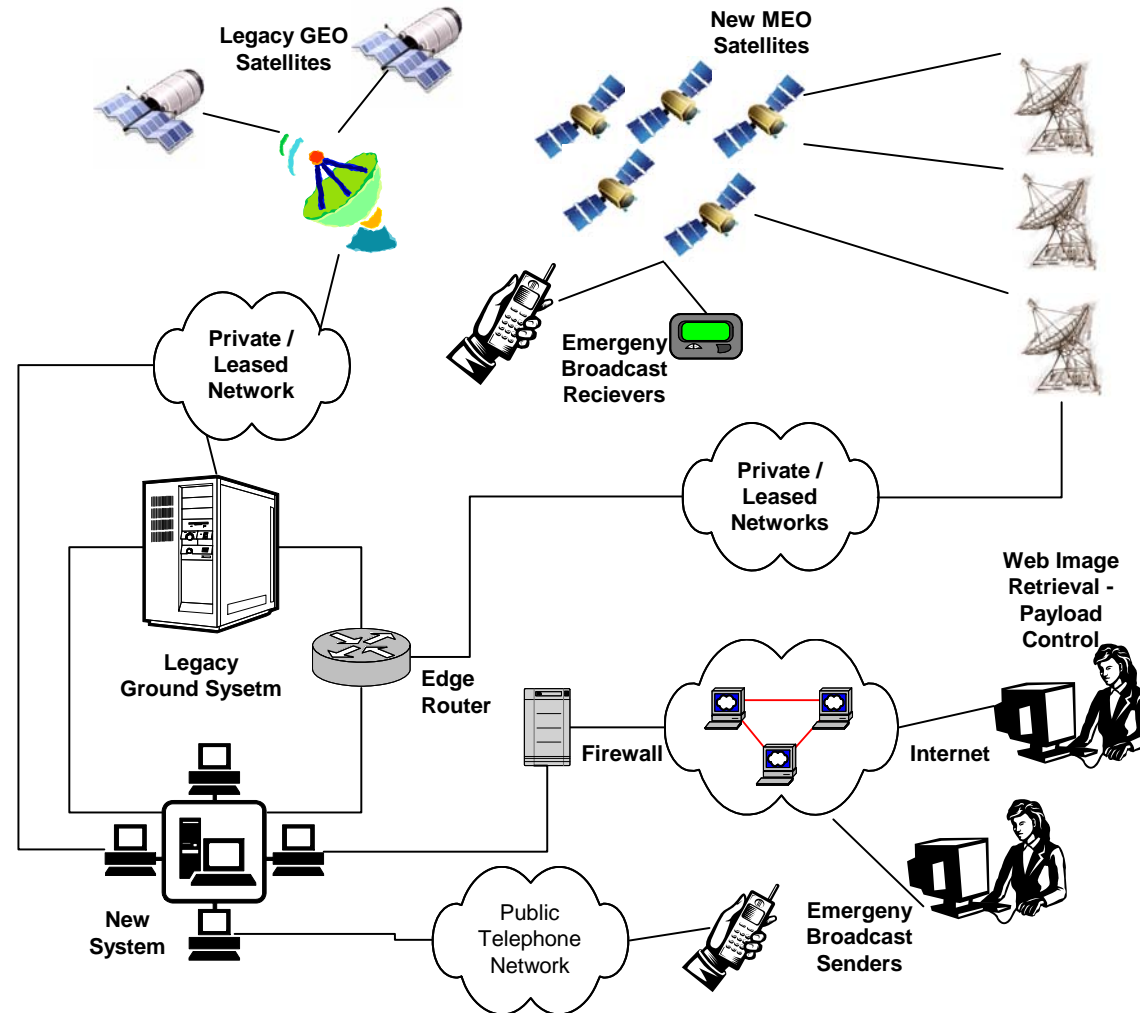 Legacy GEO
Satellites
New MEO
Satellites
Private /
Leased
Network
Emergeny
Broadcast
Recievers
Private /
Leased
Networks
Web Image
Retrieval -
Payload
Control
Legacy
Ground Sysetm
Edge
Router
Firewall
Internet
New
System
Public
Telephone
Network
Emergeny
Broadcast
Senders